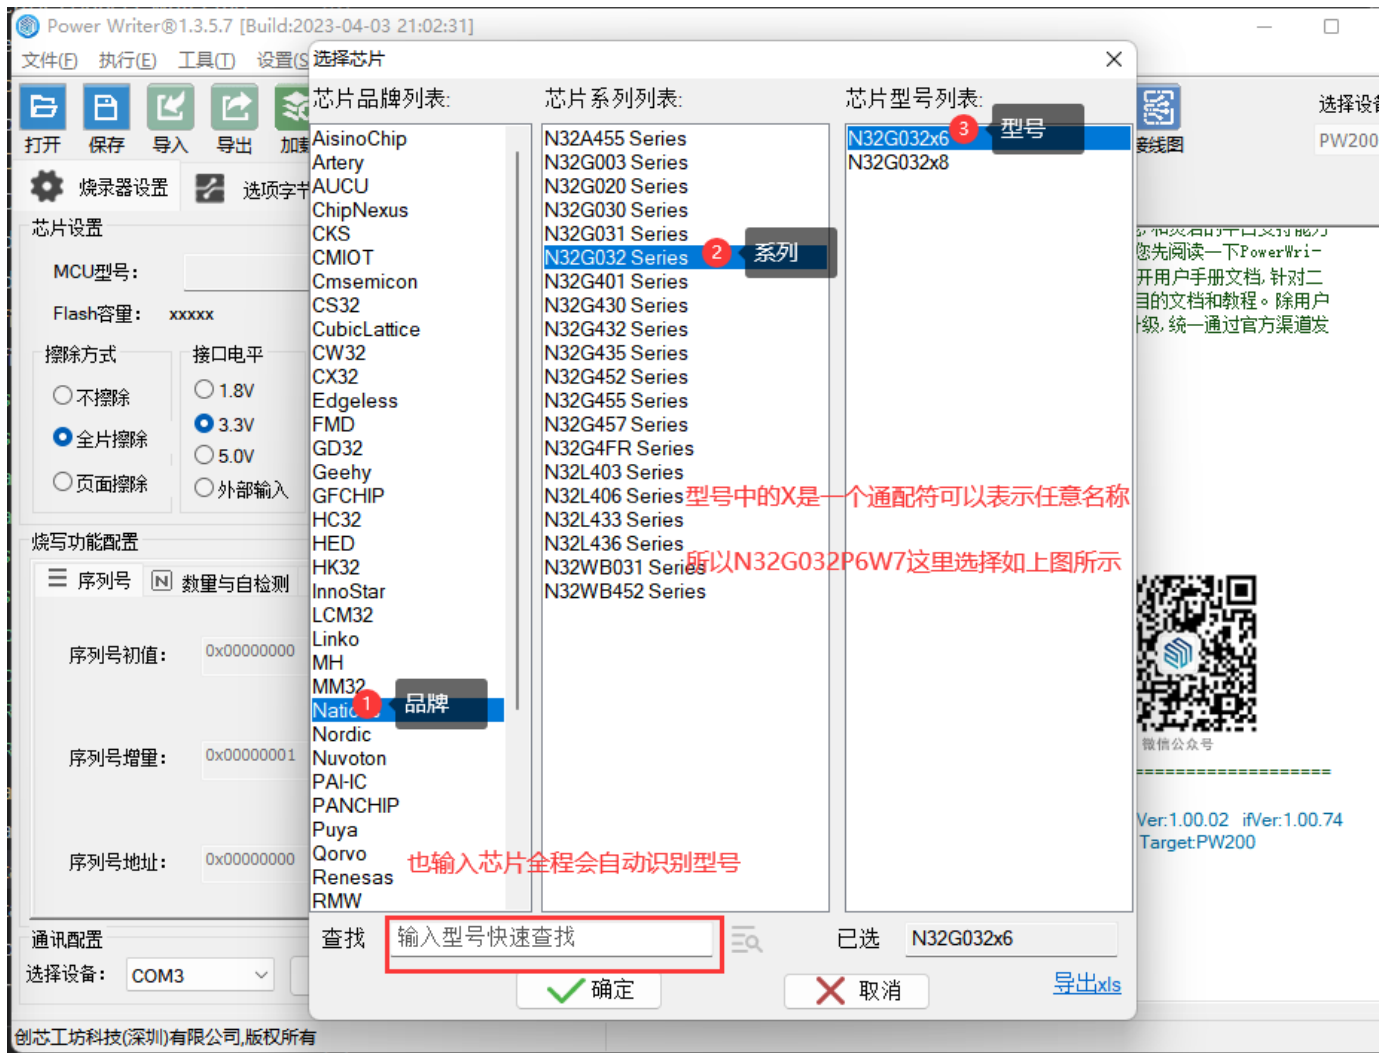 Power Writer®1.3.5.7 [Build:2023-04-03 21:02:31]
文件(F) 执行(E) 工具(T) 设置(S
打开 保存 导入 导出 加载
接线图
选择设备
PW200
烧录器设置 选项字节
芯片设置
MCU型号:
Flash容量: xxxxx
擦除方式
不擦除
全片擦除
页面擦除
接口电平
1.8V
3.3V
5.0V
外部输入
烧写功能配置
序列号 数量与自检测
序列号初值: 0x00000000
序列号增量: 0x00000001
序列号地址: 0x00000000
通讯配置
选择设备: COM3
创芯工坊科技(深圳)有限公司,版权所有
选择芯片
芯片品牌列表:
AisinoChip
Artery
AUCU
ChipNexus
CKS
CMIOT
Cmsemicon
CS32
CubicLattice
CW32
CX32
Edgeless
FMD
GD32
Geehy
GFCHIP
HC32
HED
HK32
InnoStar
LCM32
Linko
MH
MM32
Nations
1 品牌
Nordic
Nuvoton
PAI-IC
PANCHIP
Puya
Qorvo
Renesas
RMW
芯片系列列表:
N32A455 Series
N32G003 Series
N32G020 Series
N32G030 Series
N32G031 Series
N32G032 Series
2 系列
N32G401 Series
N32G430 Series
N32G432 Series
N32G435 Series
N32G452 Series
N32G455 Series
N32G457 Series
N32G4FR Series
N32L403 Series
N32L406 Series
N32L433 Series
N32L436 Series
N32WB031 Series
N32WB452 Series
芯片型号列表:
N32G032x6
3 型号
N32G032x8
型号中的X是一个通配符可以表示任意名称
所以N32G032P6W7这里选择如上图所示
也输入芯片全程会自动识别型号
查找 输入型号快速查找
已选 N32G032x6
确定 取消 导出xls
您先阅读一下PowerWri-
开用户手册文档,针对二
目的文档和教程。除用户
级,统一通过官方渠道发
微信公众号
====================
Ver:1.00.02 ifVer:1.00.74
Target:PW200